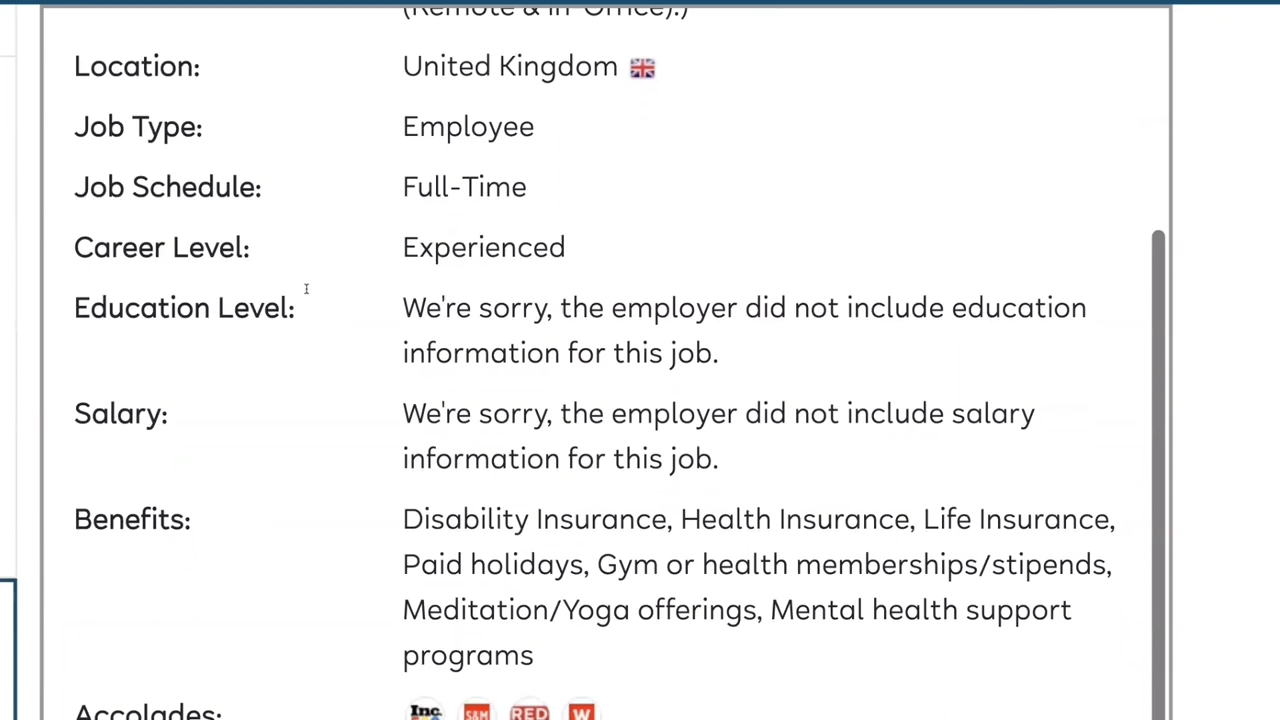 (Remote & In-Office).)
Location: United Kingdom
Job Type: Employee
Job Schedule: Full-Time
Career Level: Experienced
Education Level: We're sorry, the employer did not include education
information for this job.
Salary: We're sorry, the employer did not include salary
information for this job.
Benefits: Disability Insurance, Health Insurance, Life Insurance,
Paid holidays, Gym or health memberships/stipends,
Meditation/Yoga offerings, Mental health support
programs
Accolades: Inc. S&M RED W